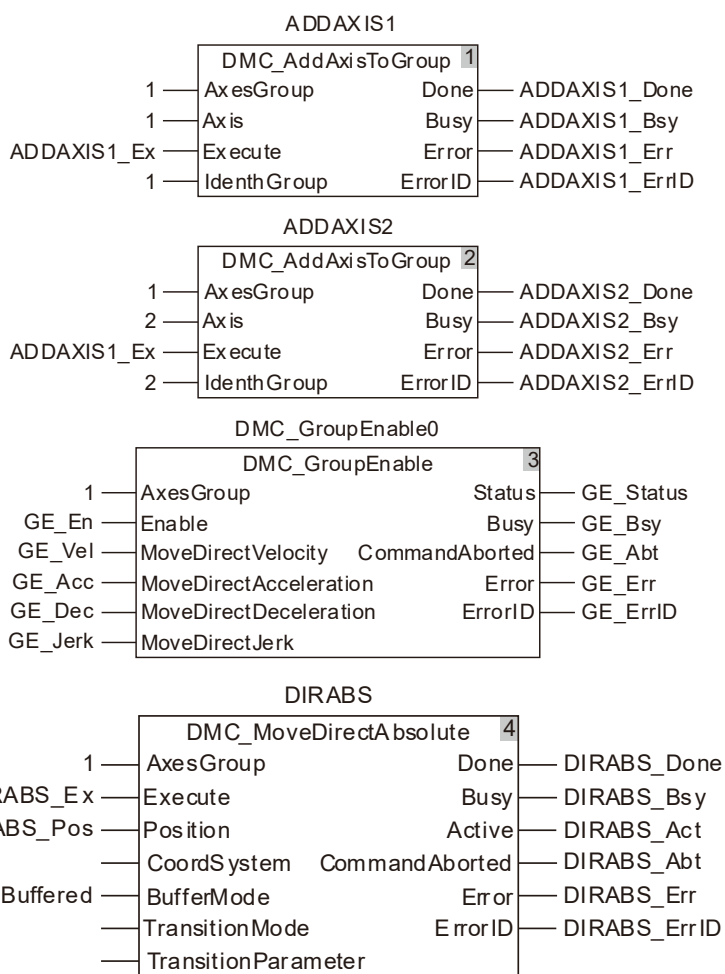 ADDAXIS1
DMC_AddAxisToGroup 1
1 AxesGroup Done ADDAXIS1_Done
1 Axis Busy ADDAXIS1_Bsy
ADDAXIS1_Ex Execute Error ADDAXIS1_Err
1 IdenthGroup ErrorID ADDAXIS1_ErrID
ADDAXIS2
DMC_AddAxisToGroup 2
1 AxesGroup Done ADDAXIS2_Done
2 Axis Busy ADDAXIS2_Bsy
ADDAXIS1_Ex Execute Error ADDAXIS2_Err
2 IdenthGroup ErrorID ADDAXIS2_ErrID
DMC_GroupEnable0
DMC_GroupEnable 3
1 AxesGroup Status GE_Status
GE_En Enable Busy GE_Bsy
GE_Vel MoveDirectVelocity CommandAborted GE_Abt
GE_Acc MoveDirectAcceleration Error GE_Err
GE_Dec MoveDirectDeceleration ErrorID GE_ErrID
GE_Jerk MoveDirectJerk
DIRABS
DMC_MoveDirectAbsolute 4
1 AxesGroup Done DIRABS_Done
RABS_Ex Execute Busy DIRABS_Bsy
ABS_Pos Position Active DIRABS_Act
CoordSystem CommandAborted DIRABS_Abt
Buffered BufferMode Error DIRABS_Err
TransitionMode ErrorID DIRABS_ErrID
TransitionParameter